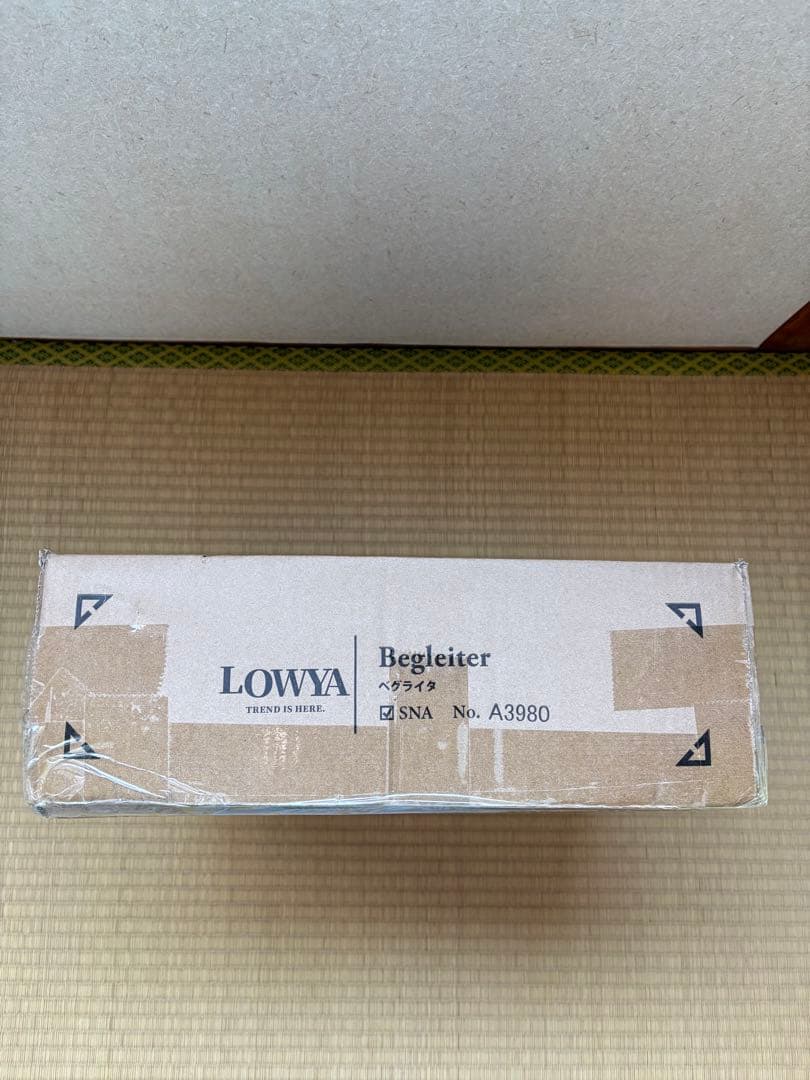 LOWYA
TREND IS HERE.
Begleiter
ベグライタ
☑ SNA No. A3980